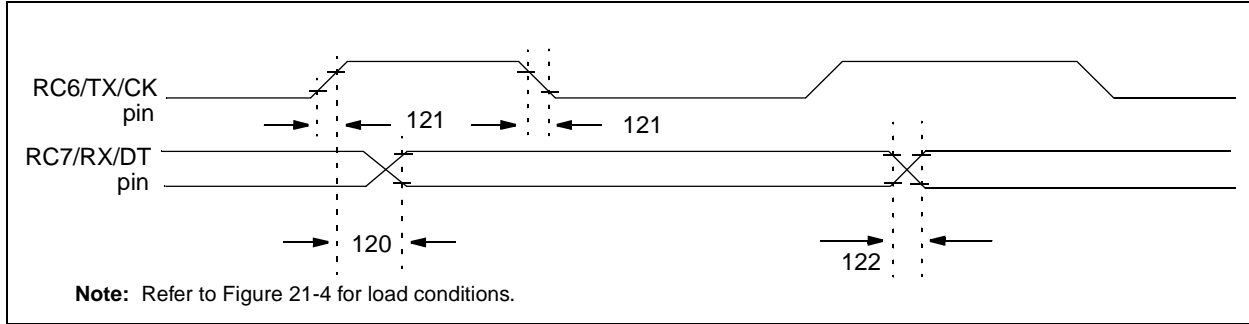 RC6/TX/CK
pin
121
121
RC7/RX/DT
pin
120
122
Note: Refer to Figure 21-4 for load conditions.